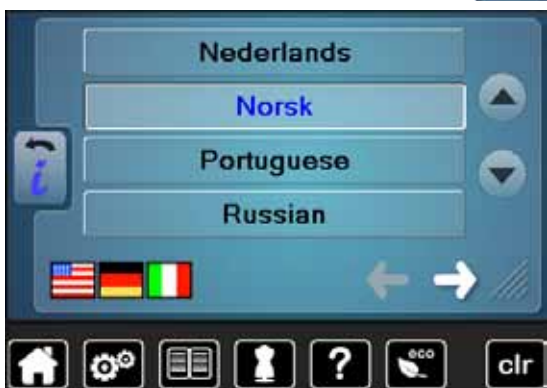 Nederlands
Norsk
i
Portuguese
Russian
? eco clr